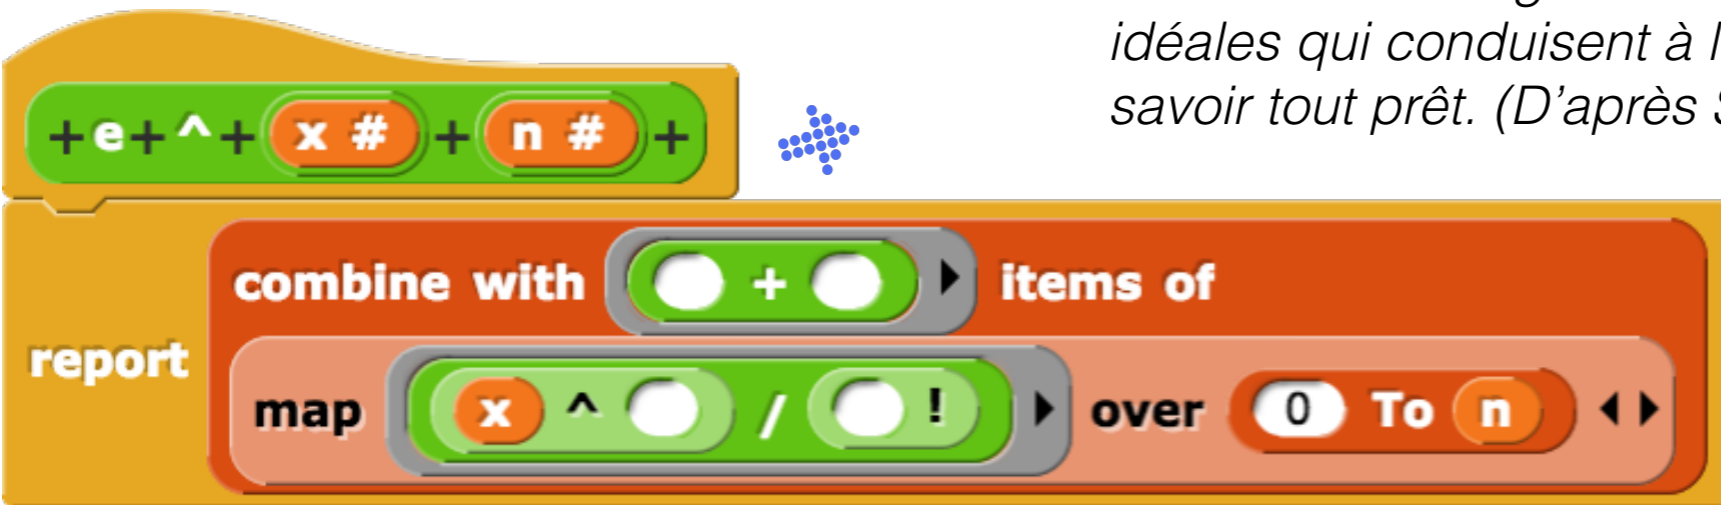 idéales qui conduisent à
savoir tout prêt. (D'après
+ e + ^ + x # + n # +
combine with + items of
report
map x ^ / ! over 0 To n